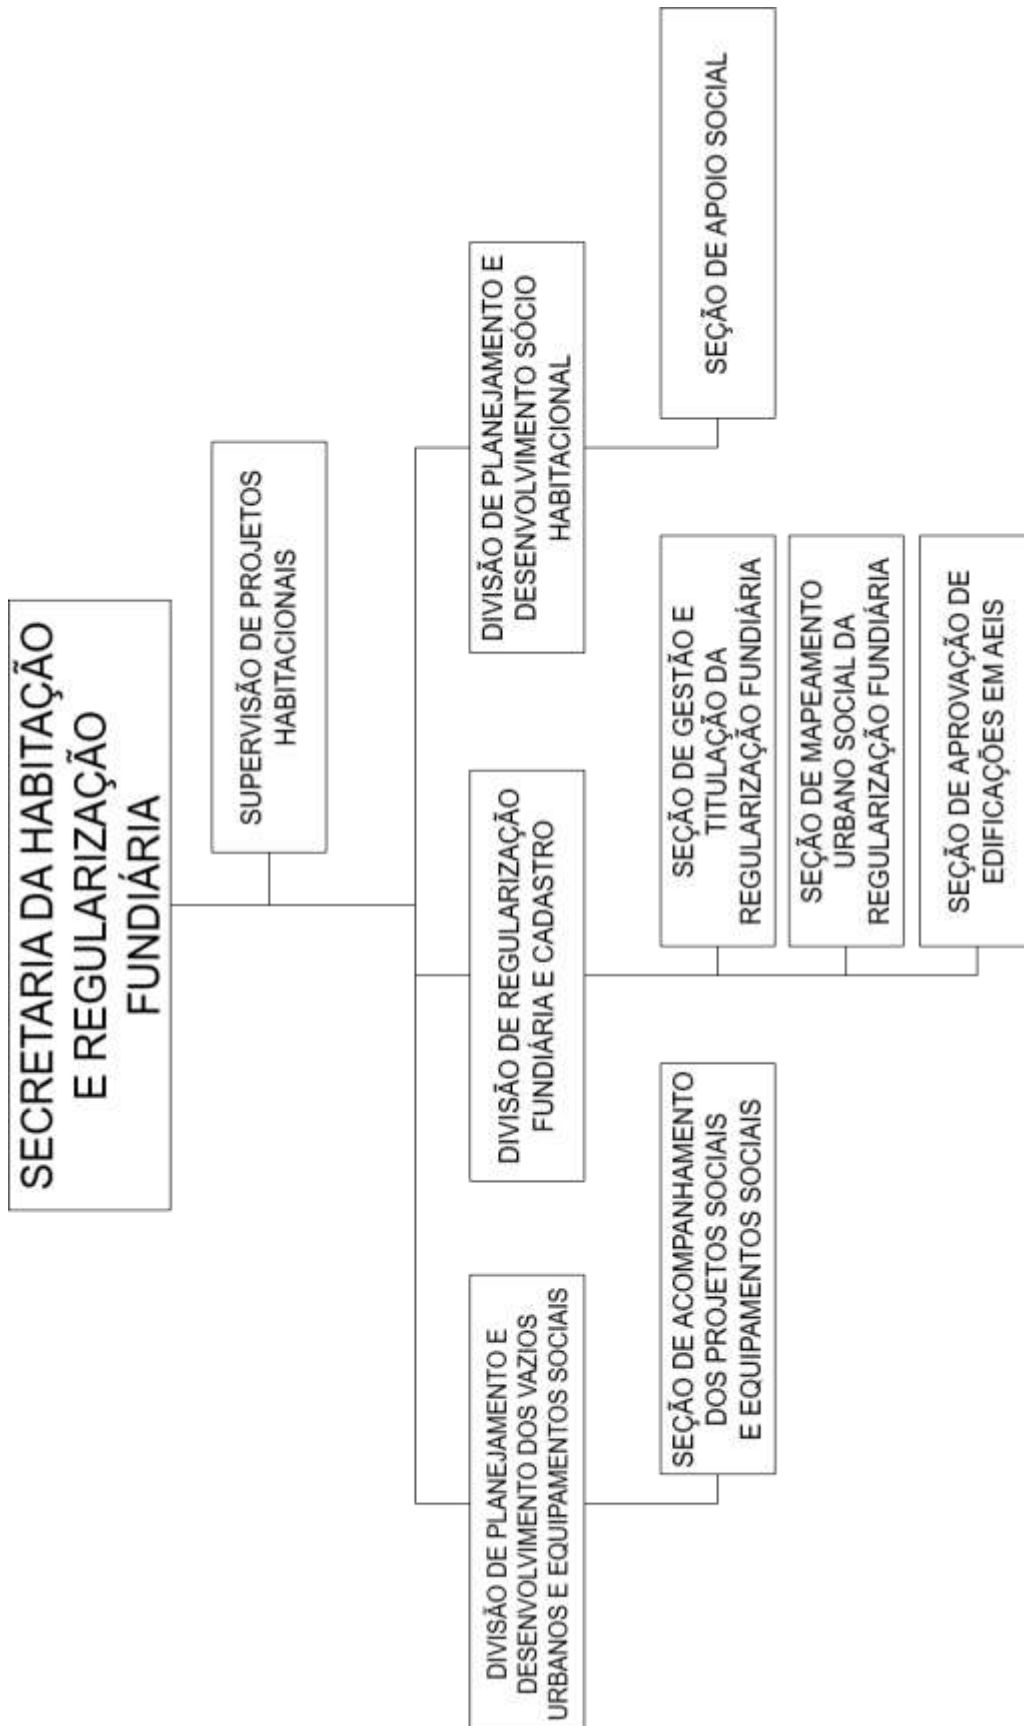 SECRETARIA DA HABITAÇÃO
E REGULARIZAÇÃO
FUNDIÁRIA
SUPERVISÃO DE PROJETOS
HABITACIONAIS
DIVISÃO DE PLANEJAMENTO E
DESENVOLVIMENTO DOS VAZIOS
URBANOS E EQUIPAMENTOS SOCIAIS
DIVISÃO DE REGULARIZAÇÃO
FUNDIÁRIA E CADASTRO
DIVISÃO DE PLANEJAMENTO E
DESENVOLVIMENTO SÓCIO
HABITACIONAL
SEÇÃO DE ACOMPANHAMENTO
DOS PROJETOS SOCIAIS
E EQUIPAMENTOS SOCIAIS
SEÇÃO DE GESTÃO E
TITULAÇÃO DA
REGULARIZAÇÃO FUNDIÁRIA
SEÇÃO DE MAPEAMENTO
URBANO SOCIAL DA
REGULARIZAÇÃO FUNDIÁRIA
SEÇÃO DE APROVAÇÃO DE
EDIFICAÇÕES EM AEIS
SEÇÃO DE APOIO SOCIAL